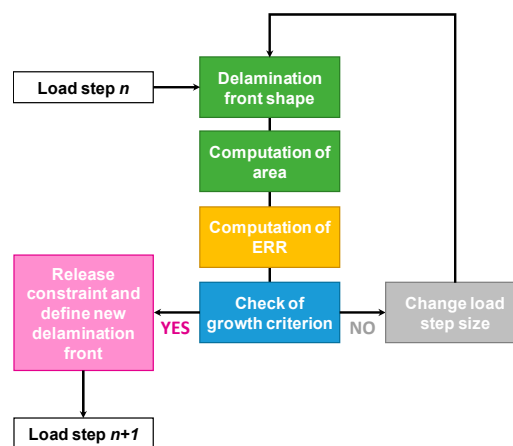 Delamination
front shape
Load step n
Computation of
area
Computation of
ERR
Release
constraint and
define new
delamination
front
YES
Check of
growth criterion
NO
Change load
step size
Load step n+1